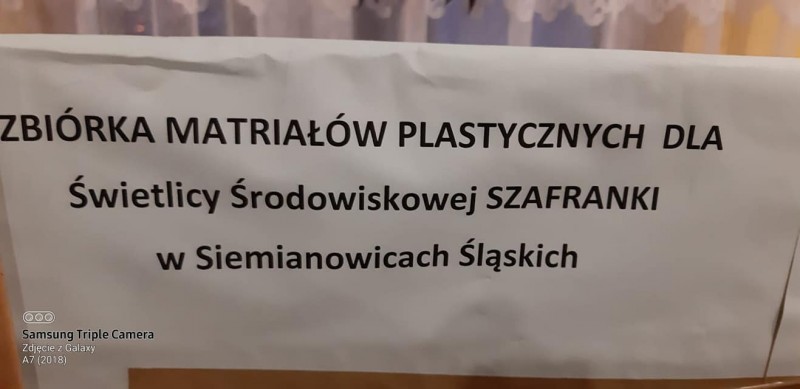 ZBIÓRKA MATRIAŁÓW PLASTYCZNYCH DLA
Świetlicy Środowiskowej SZAFRANKI
w Siemianowicach Śląskich
Samsung Triple Camera
Zdjęcie z Galaxy
A7 (2018)